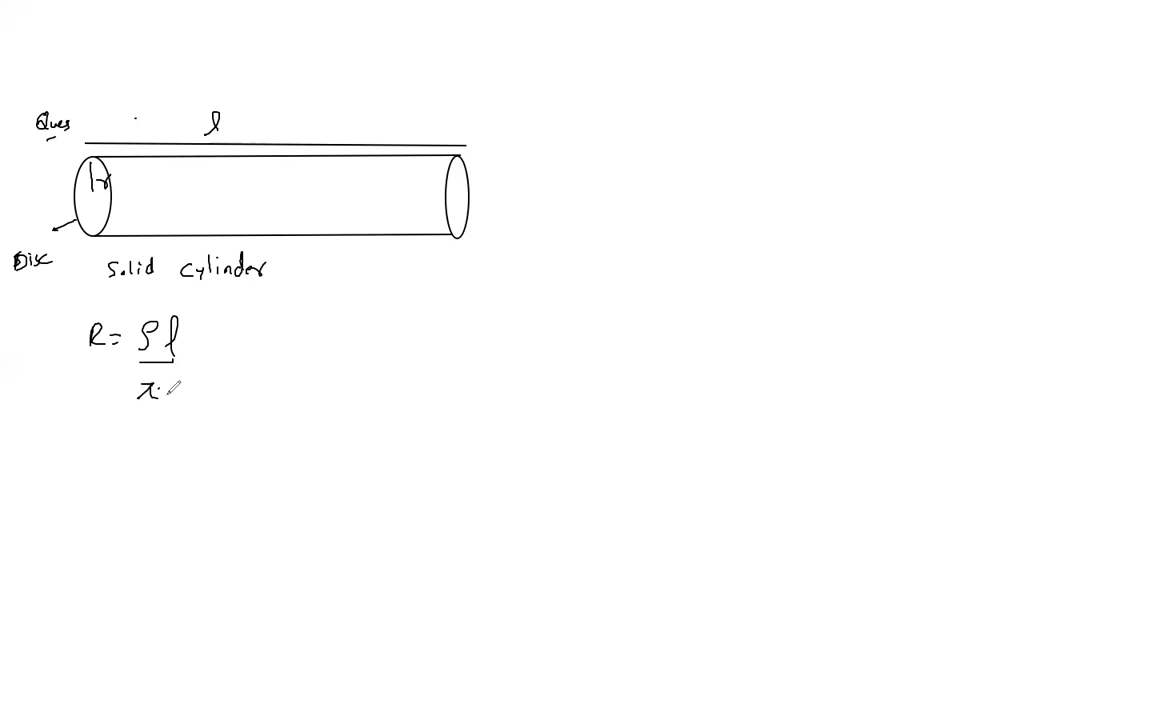 Ques
l
r
Disc
Solid cylinder
R = ρl
π.